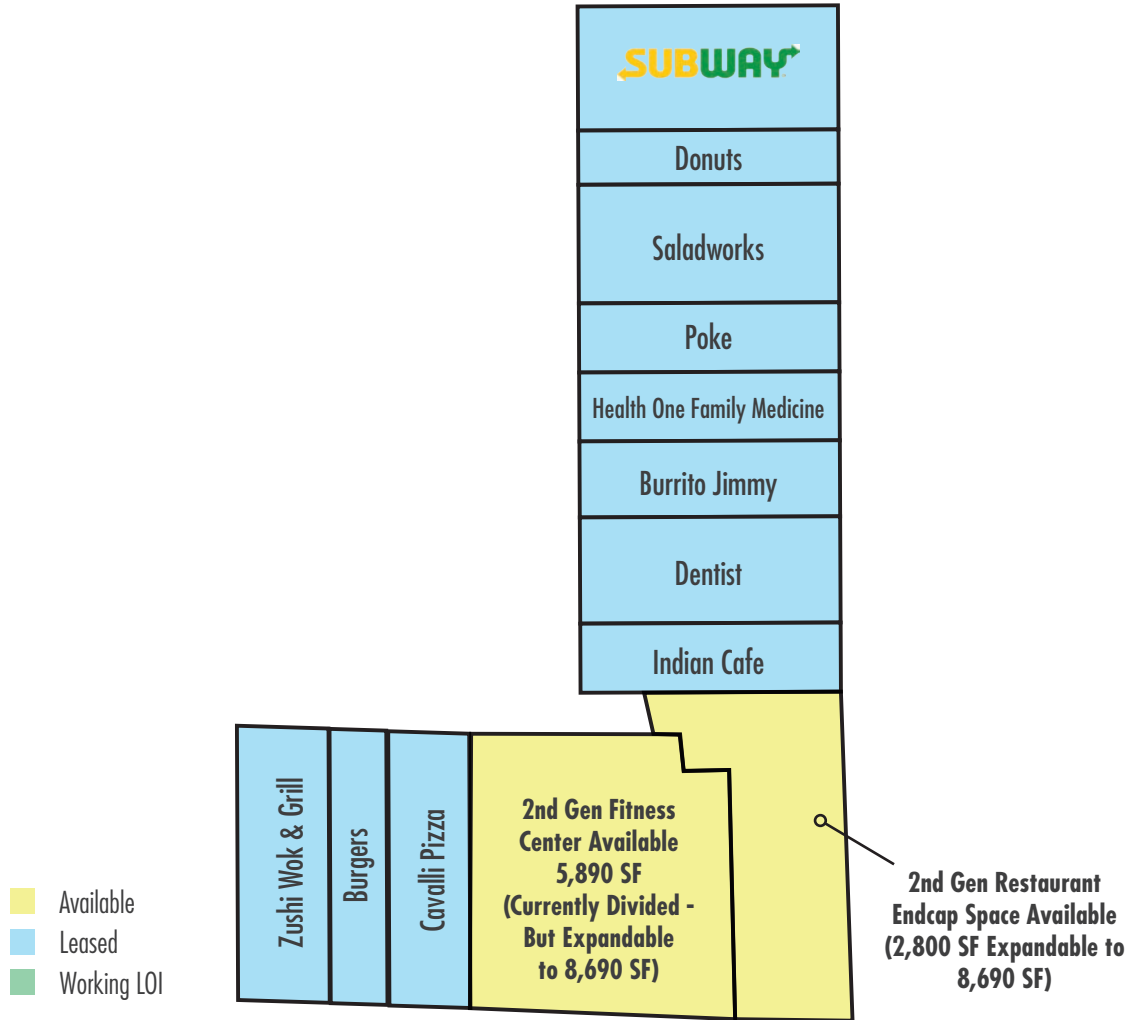 SUBWAY
Donuts
Saladworks
Poke
Health One Family Medicine
Burrito Jimmy
Dentist
Indian Cafe
Zushi Wok & Grill
Burgers
Cavalli Pizza
2nd Gen Fitness
Center Available
5,890 SF
(Currently Divided -
But Expandable
to 8,690 SF)
2nd Gen Restaurant
Endcap Space Available
(2,800 SF Expandable to
8,690 SF)
Available
Leased
Working LOI